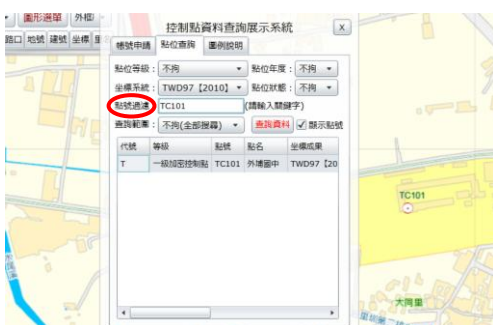 圖形選單 外框
路口 地號 建號 坐標
控制點資料查詢展示系統 X
帳號申請 點位查詢 圖例說明
點位等級：不拘 點位年度：不拘
坐標系統：TWD97【2010】 點位狀態：不拘
點號過濾：TC101 (請輸入關鍵字)
查詢範圍：不拘(全部搜尋) 查詢資料 顯示點號
代號 等級 點號 點名 坐標成果
T 一級加密控制點 TC101 外埔國中 TWD97【20
TC101
大同里